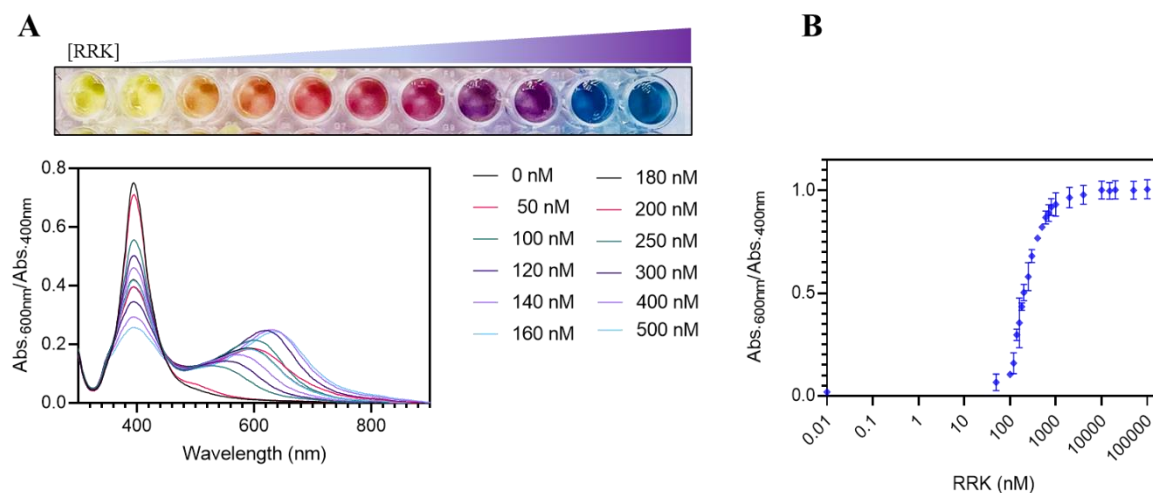 A
B
[RRK]
0.8
0.6
0.4
0.2
0.0
Abs.600nm/Abs.400nm
400
600
800
Wavelength (nm)
0 nM
50 nM
100 nM
120 nM
140 nM
160 nM
180 nM
200 nM
250 nM
300 nM
400 nM
500 nM
1.0
0.5
0.0
Abs.600nm/Abs.400nm
0.01
0.1
1
10
100
1000
10000
100000
RRK (nM)